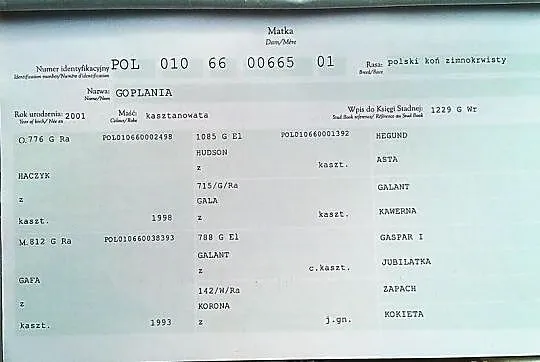 Matka
Dam/Mère
Numer identyfikacyjny POL 010 66 00665 01 Rasa: polski koń zimnokrwisty
Identification number/Numéro d'identification Breed/Race
Nazwa: GOPLANIA
Name/Nom
Rok urodzenia: 2001 Maść: kasztanowata Wpis do Księgi Stadnej: 1229 G Wr
Year of birth/Née en Colour/Robe Stud Book reference/ Référence au Stud Book
O.776 G Ra POL010660002498 1085 G El POL010660001392 HEGUND
HUDSON
z kaszt. ASTA
HACZYK 715/G/Ra GALANT
z GALA
kaszt. 1998 z kaszt. KAWERNA
M.812 G Ra POL010660038393 788 G El GASPAR I
GALANT
z c.kaszt. JUBILATKA
GAFA 142/W/Ra ZAPACH
z KORONA
kaszt. 1993 z j.gn. KOKIETA